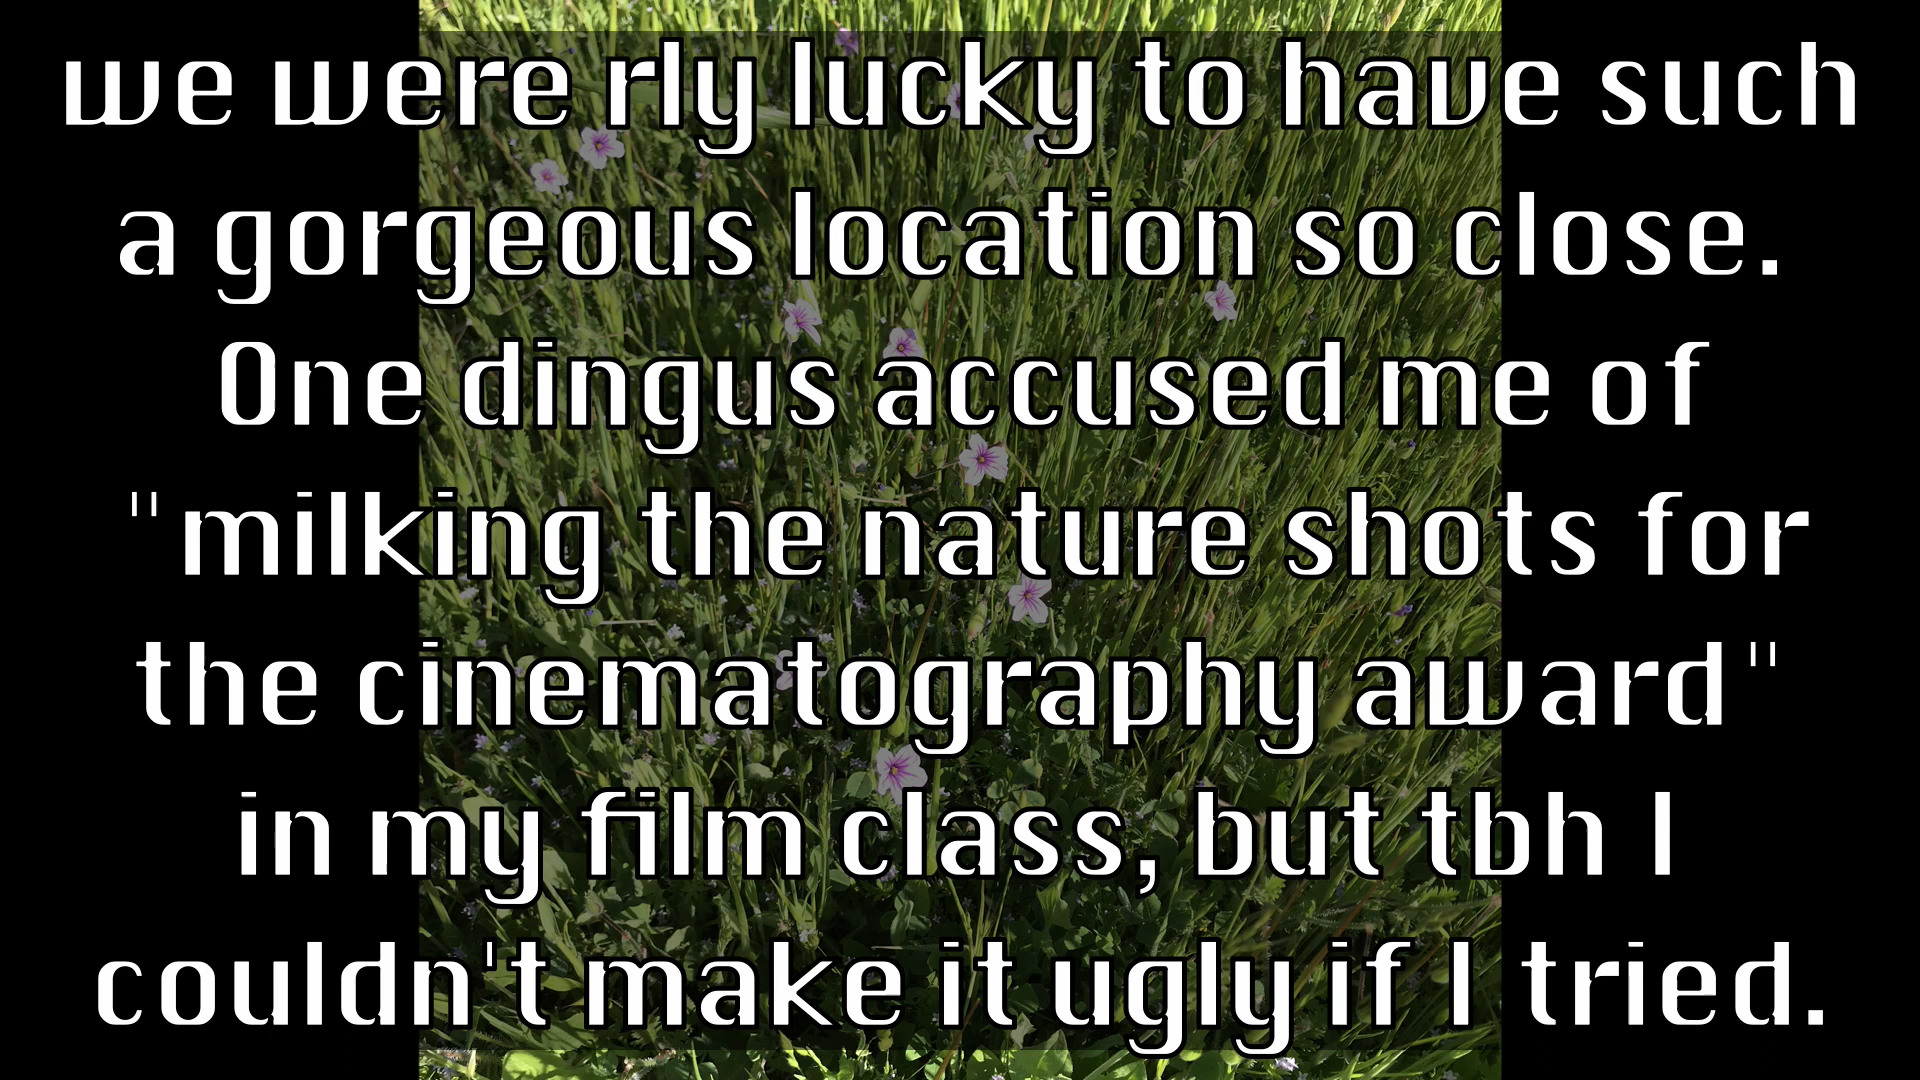 we were rly lucky to have such
a gorgeous location so close.
One dingus accused me of
"milking the nature shots for
the cinematography award"
in my film class, but tbh I
couldn't make it ugly if I tried.